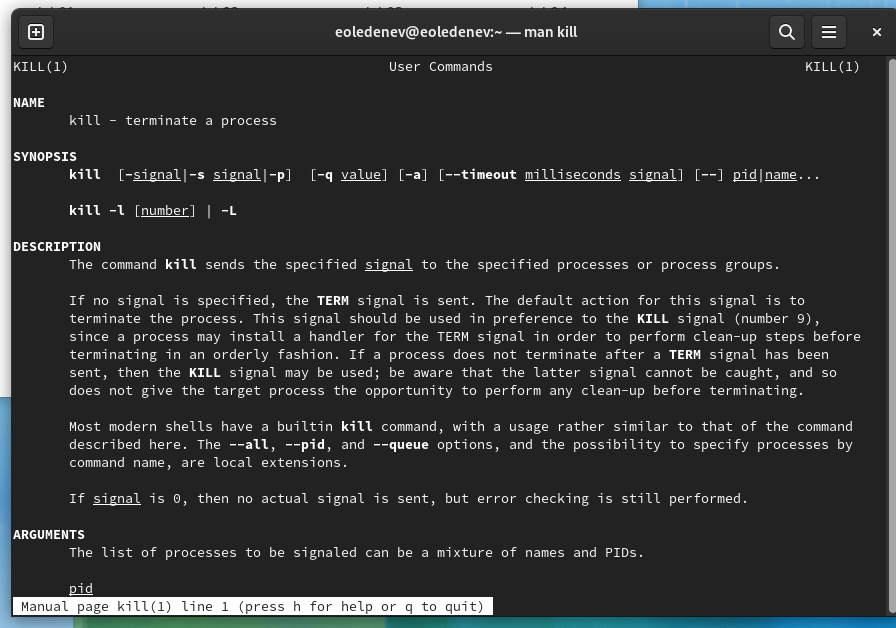 eoledenev@eoledenev:~ — man kill
KILL(1) User Commands KILL(1)
NAME
kill - terminate a process
SYNOPSIS
kill [-signal|-s signal|-p] [-q value] [-a] [--timeout milliseconds signal] [--] pid|name...
kill -l [number] | -L
DESCRIPTION
The command kill sends the specified signal to the specified processes or process groups.
If no signal is specified, the TERM signal is sent. The default action for this signal is to
terminate the process. This signal should be used in preference to the KILL signal (number 9),
since a process may install a handler for the TERM signal in order to perform clean-up steps before
terminating in an orderly fashion. If a process does not terminate after a TERM signal has been
sent, then the KILL signal may be used; be aware that the latter signal cannot be caught, and so
does not give the target process the opportunity to perform any clean-up before terminating.
Most modern shells have a builtin kill command, with a usage rather similar to that of the command
described here. The --all, --pid, and --queue options, and the possibility to specify processes by
command name, are local extensions.
If signal is 0, then no actual signal is sent, but error checking is still performed.
ARGUMENTS
The list of processes to be signaled can be a mixture of names and PIDs.
pid
Manual page kill(1) line 1 (press h for help or q to quit)